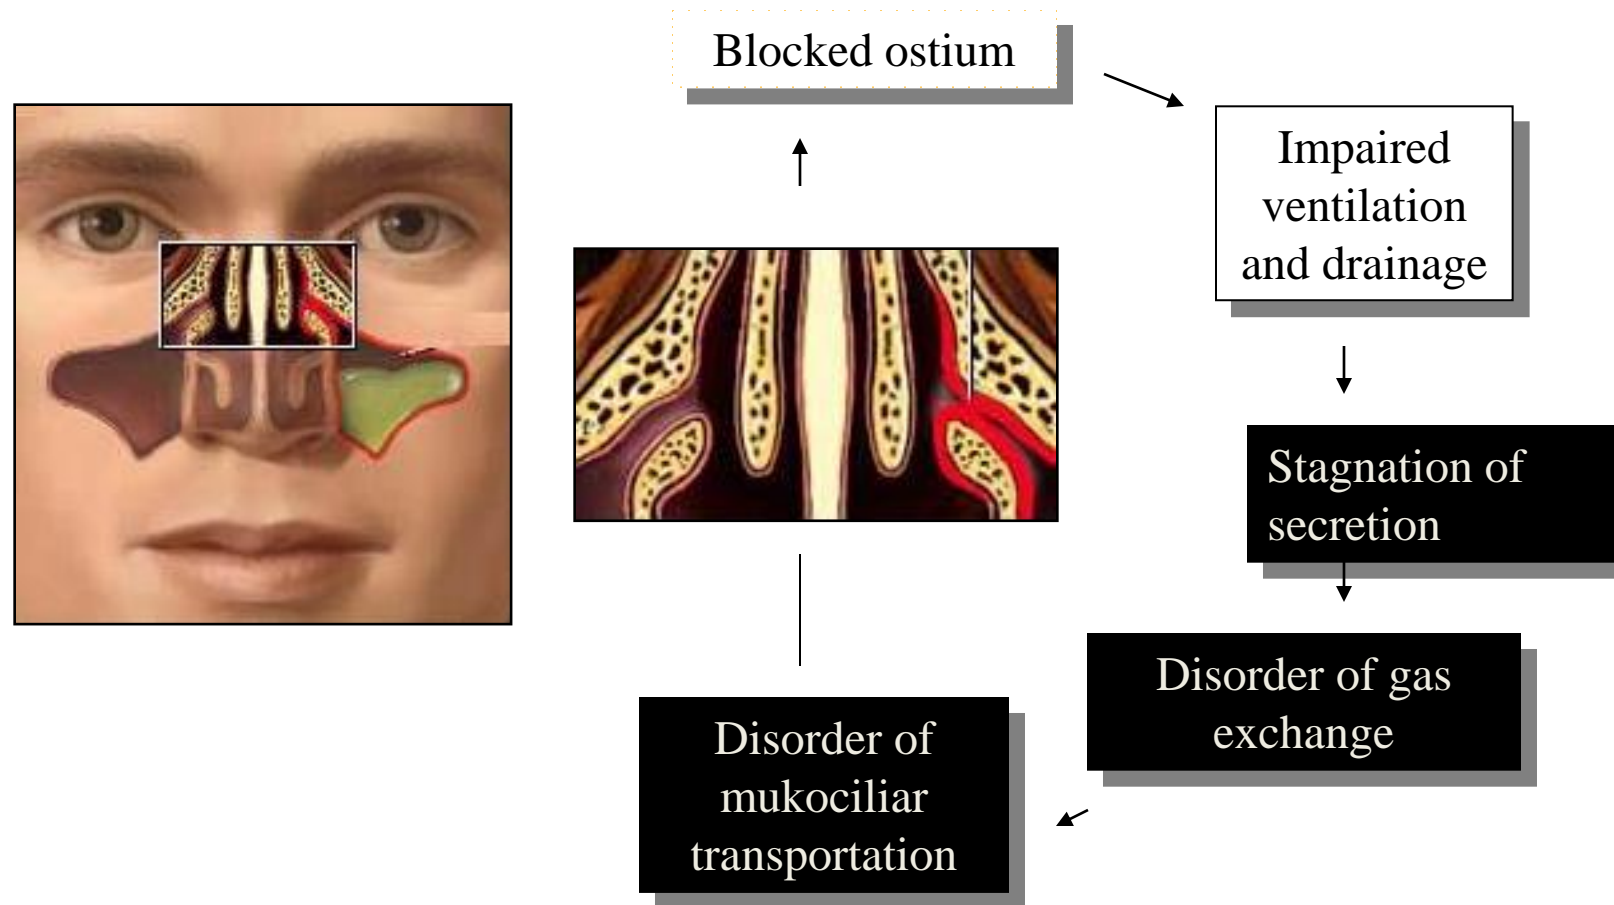 Blocked ostium
Impaired
ventilation
and drainage
Stagnation of
secretion
Disorder of gas
exchange
Disorder of
mukociliar
transportation